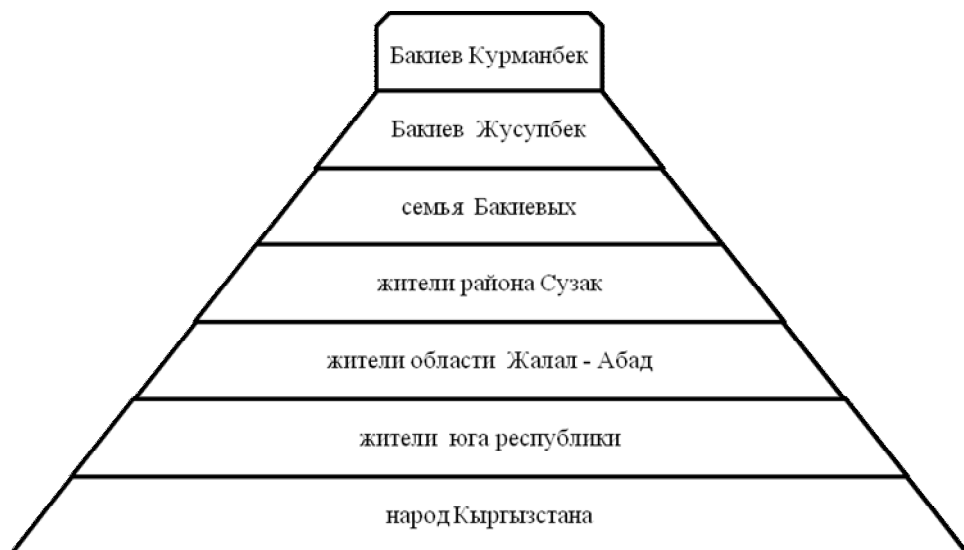 Бакиев Курманбек
Бакиев Жусупбек
семья Бакиевых
жители района Сузак
жители области Жалал - Абад
жители юга республики
народ Кыргызстана